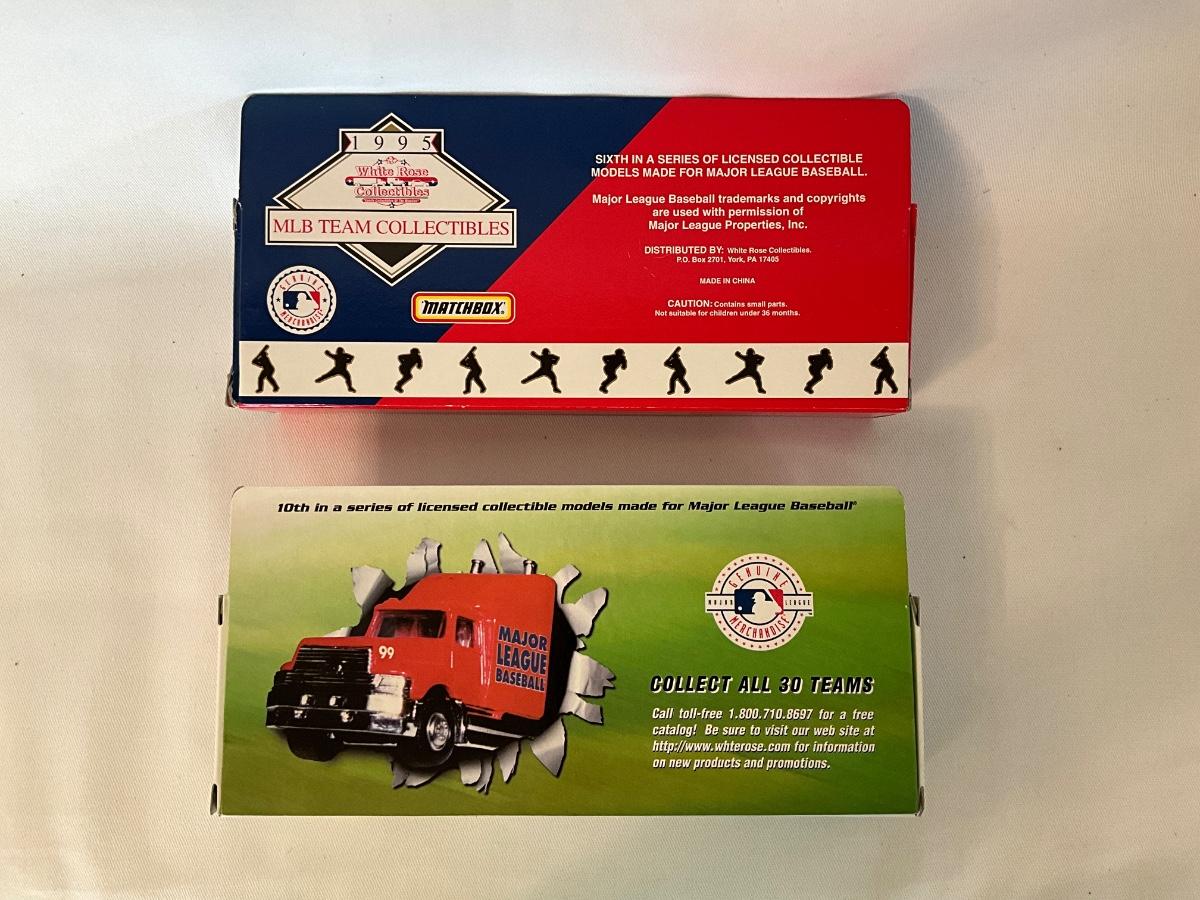 1995
White Rose
Collectibles
MLB TEAM COLLECTIBLES
GENUINE
MERCHANDISE
MATCHBOX®
SIXTH IN A SERIES OF LICENSED COLLECTIBLE
MODELS MADE FOR MAJOR LEAGUE BASEBALL.
Major League Baseball trademarks and copyrights
are used with permission of
Major League Properties, Inc.
DISTRIBUTED BY: White Rose Collectibles.
P.O. Box 2701, York, PA 17405
MADE IN CHINA
CAUTION: Contains small parts.
Not suitable for children under 36 months.
10th in a series of licensed collectible models made for Major League Baseball®
99
MAJOR
LEAGUE
BASEBALL
GENUINE
MAJOR LEAGUE
MERCHANDISE
COLLECT ALL 30 TEAMS
Call toll-free 1.800.710.8697 for a free
catalog! Be sure to visit our web site at
http://www.whterose.com for information
on new products and promotions.